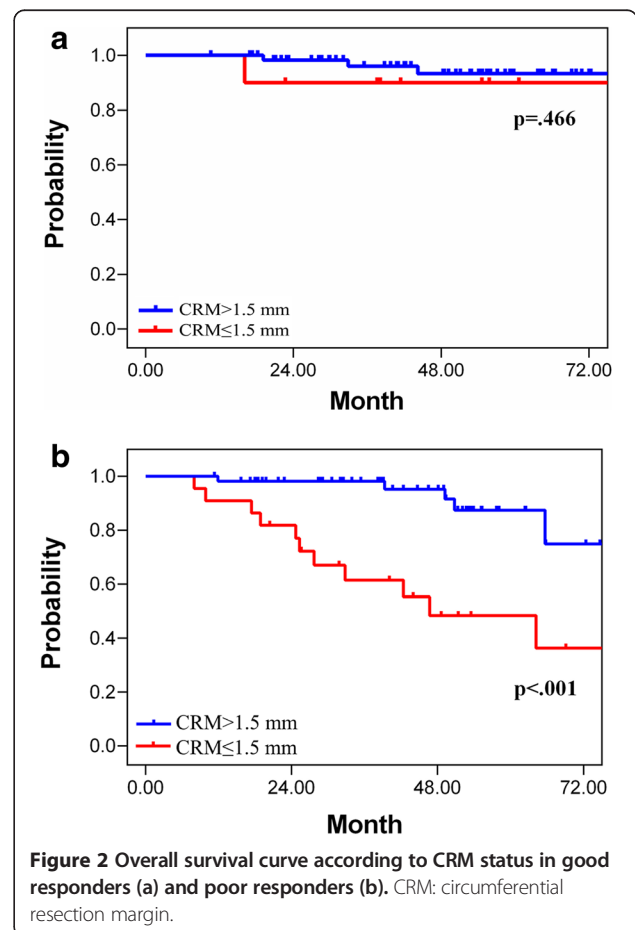 a
1.0
0.8
0.6
0.4
0.2
0.0
Probability
p=.466
CRM>1.5 mm
CRM≤1.5 mm
0.00 24.00 48.00 72.00
Month
b
1.0
0.8
0.6
0.4
0.2
0.0
Probability
p<.001
CRM>1.5 mm
CRM≤1.5 mm
0.00 24.00 48.00 72.00
Month
Figure 2 Overall survival curve according to CRM status in good
responders (a) and poor responders (b). CRM: circumferential
resection margin.